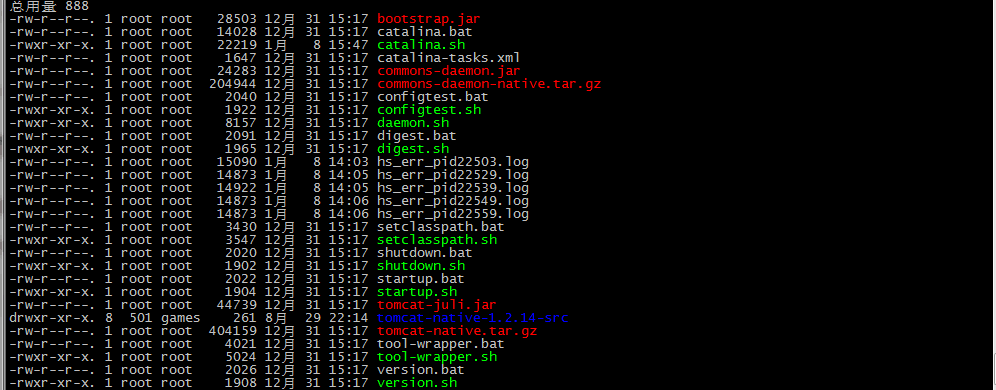 总用量 888
-rw-r--r--. 1 root root 28503 12月 31 15:17 bootstrap.jar
-rw-r--r--. 1 root root 14028 12月 31 15:17 catalina.bat
-rwxr-xr-x. 1 root root 22219 1月 8 15:47 catalina.sh
-rw-r--r--. 1 root root 1647 12月 31 15:17 catalina-tasks.xml
-rw-r--r--. 1 root root 24283 12月 31 15:17 commons-daemon.jar
-rw-r--r--. 1 root root 204944 12月 31 15:17 commons-daemon-native.tar.gz
-rw-r--r--. 1 root root 2040 12月 31 15:17 configtest.bat
-rwxr-xr-x. 1 root root 1922 12月 31 15:17 configtest.sh
-rwxr-xr-x. 1 root root 8157 12月 31 15:17 daemon.sh
-rw-r--r--. 1 root root 2091 12月 31 15:17 digest.bat
-rwxr-xr-x. 1 root root 1965 12月 31 15:17 digest.sh
-rw-r--r--. 1 root root 15090 1月 8 14:03 hs_err_pid22503.log
-rw-r--r--. 1 root root 14873 1月 8 14:05 hs_err_pid22529.log
-rw-r--r--. 1 root root 14922 1月 8 14:05 hs_err_pid22539.log
-rw-r--r--. 1 root root 14873 1月 8 14:06 hs_err_pid22549.log
-rw-r--r--. 1 root root 14873 1月 8 14:06 hs_err_pid22559.log
-rw-r--r--. 1 root root 3430 12月 31 15:17 setclasspath.bat
-rwxr-xr-x. 1 root root 3547 12月 31 15:17 setclasspath.sh
-rw-r--r--. 1 root root 2020 12月 31 15:17 shutdown.bat
-rwxr-xr-x. 1 root root 1902 12月 31 15:17 shutdown.sh
-rw-r--r--. 1 root root 2022 12月 31 15:17 startup.bat
-rwxr-xr-x. 1 root root 1904 12月 31 15:17 startup.sh
-rw-r--r--. 1 root root 44739 12月 31 15:17 tomcat-juli.jar
drwxr-xr-x. 8 501 games 261 8月 29 22:14 tomcat-native-1.2.14-src
-rw-r--r--. 1 root root 404159 12月 31 15:17 tomcat-native.tar.gz
-rw-r--r--. 1 root root 4021 12月 31 15:17 tool-wrapper.bat
-rwxr-xr-x. 1 root root 5024 12月 31 15:17 tool-wrapper.sh
-rw-r--r--. 1 root root 2026 12月 31 15:17 version.bat
-rwxr-xr-x. 1 root root 1908 12月 31 15:17 version.sh